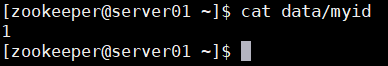 [zookeeper@server01 ~]$ cat data/myid
1
[zookeeper@server01 ~]$